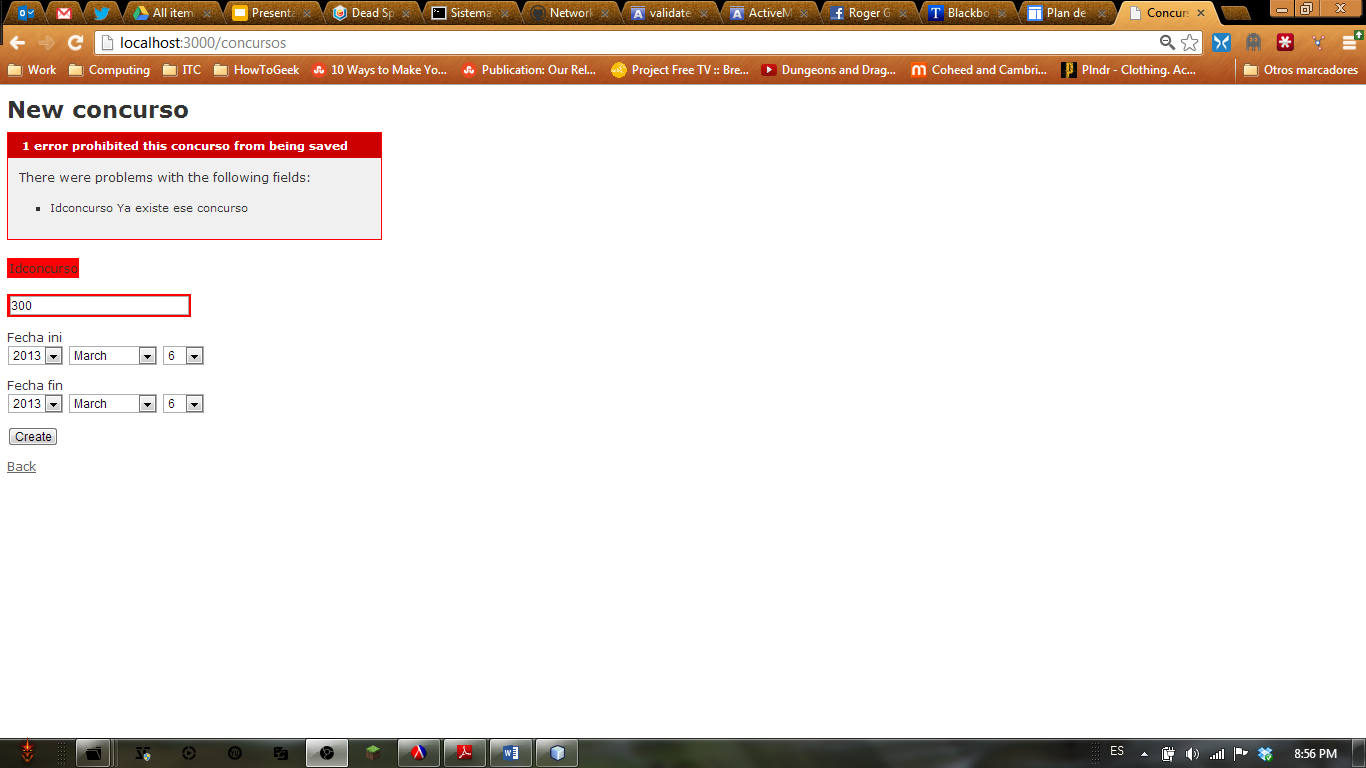 All item
Presenta
Dead Sp
Sistema
Network
validate
ActiveM
Roger G
Blackbo
Plan de
Concurs
localhost:3000/concursos
Work
Computing
ITC
HowToGeek
10 Ways to Make Yo...
Publication: Our Rel...
Project Free TV :: Bre...
Dungeons and Drag...
Coheed and Cambri...
Plndr - Clothing. Ac...
Otros marcadores
New concurso
1 error prohibited this concurso from being saved
There were problems with the following fields:
Idconcurso Ya existe ese concurso
Idconcurso
300
Fecha ini
2013 March 6
Fecha fin
2013 March 6
Create
Back
ES
8:56 PM